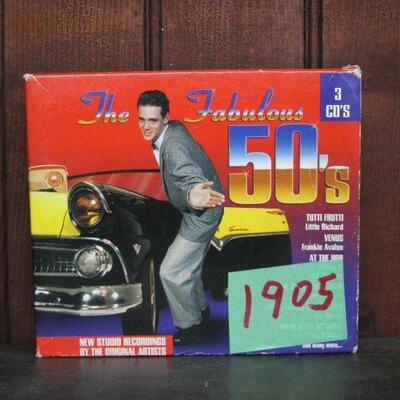 The Fabulous
50's
3
CD'S
TUTTI FRUTTI
Little Richard
VENUS
Frankie Avalon
AT THE HOP
1905
and many more...
NEW STUDIO RECORDINGS
BY THE ORIGINAL ARTISTS